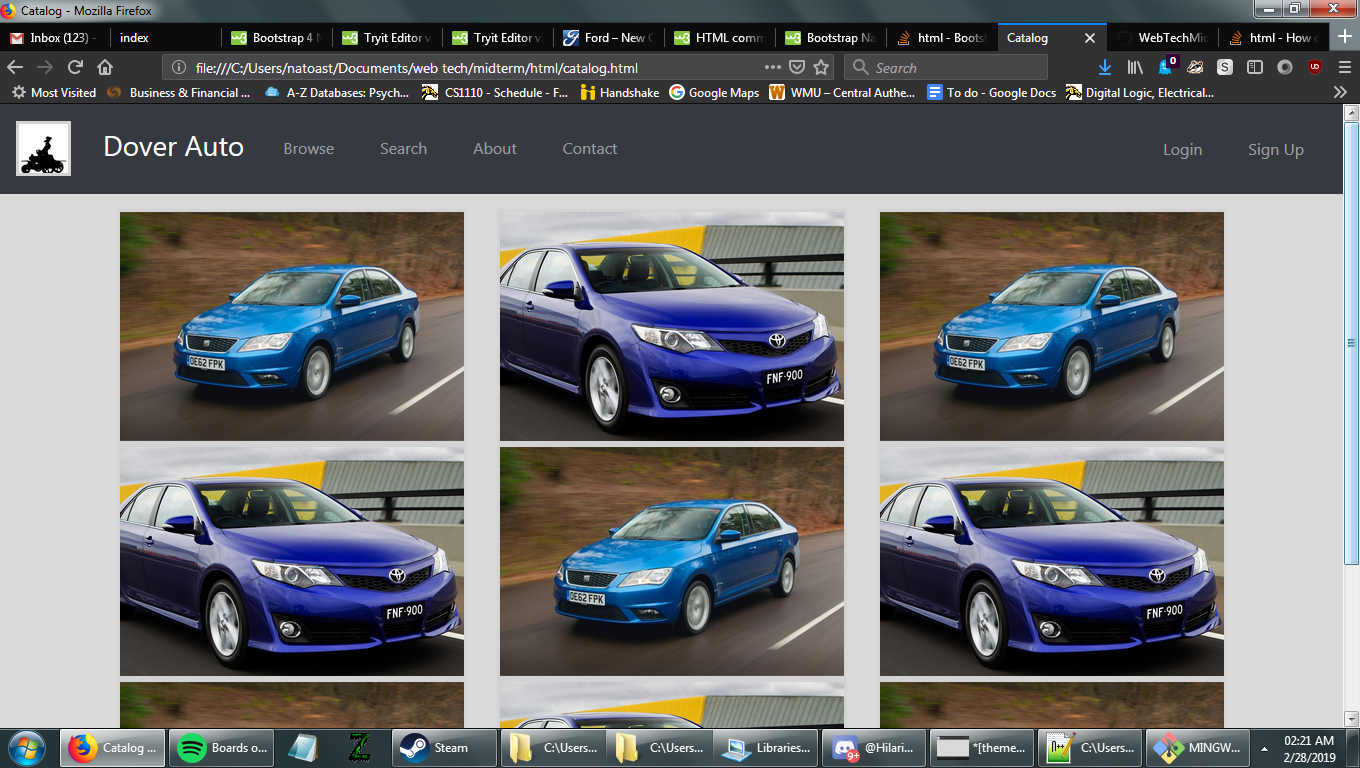 Catalog - Mozilla Firefox
Inbox (123) -
index
Bootstrap 4
Tryit Editor v
Tryit Editor v
Ford – New
HTML comm
Bootstrap Na
html - Boots
Catalog
WebTechMi
html - How
file:///C:/Users/natoast/Documents/web tech/midterm/html/catalog.html
Search
0
S
Most Visited
Business & Financial ...
A-Z Databases: Psych...
CS1110 - Schedule - F...
Handshake
Google Maps
WMU – Central Authe...
To do - Google Docs
Digital Logic, Electrical...
Dover Auto
Browse
Search
About
Contact
Login
Sign Up
OE62 FPK
FNF·900
OE62 FPK
FNF·900
OE62 FPK
FNF·900
Catalog ...
Boards o...
Steam
C:\Users...
C:\Users...
Libraries...
9+
@Hilari...
*[theme...
C:\Users...
MINGW...
02:21 AM
2/28/2019